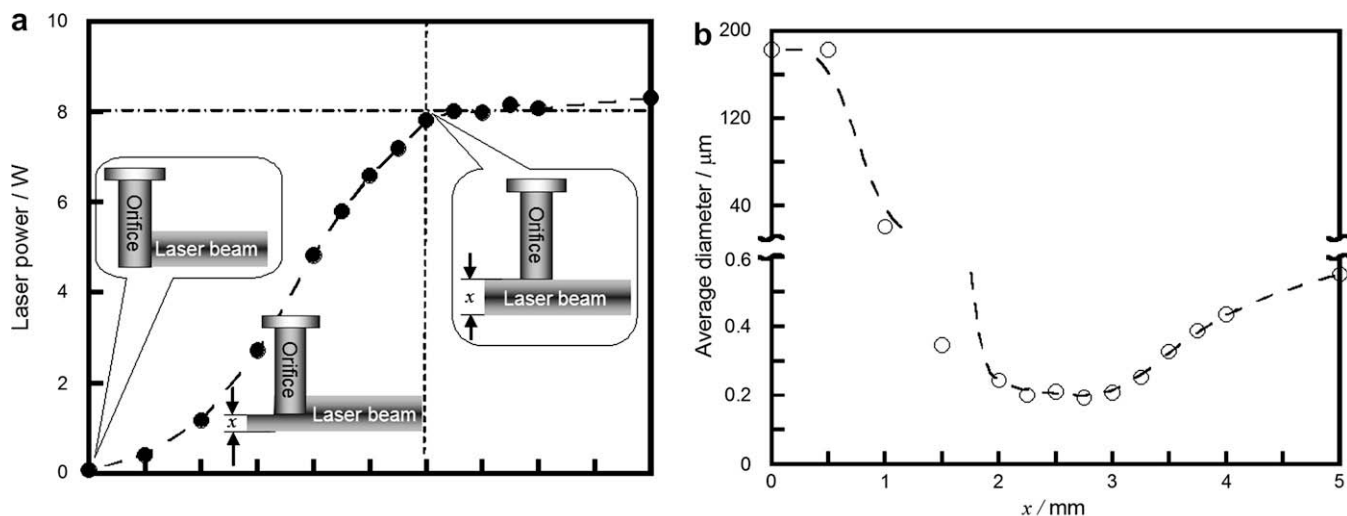 a
10
8
6
4
2
0
Laser power / W
Orifice
Laser beam
Orifice
x
Laser beam
Orifice
x
Laser beam
b
200
120
40
0.6
0.4
0.2
0
Average diameter / μm
0
1
2
3
4
5
x / mm